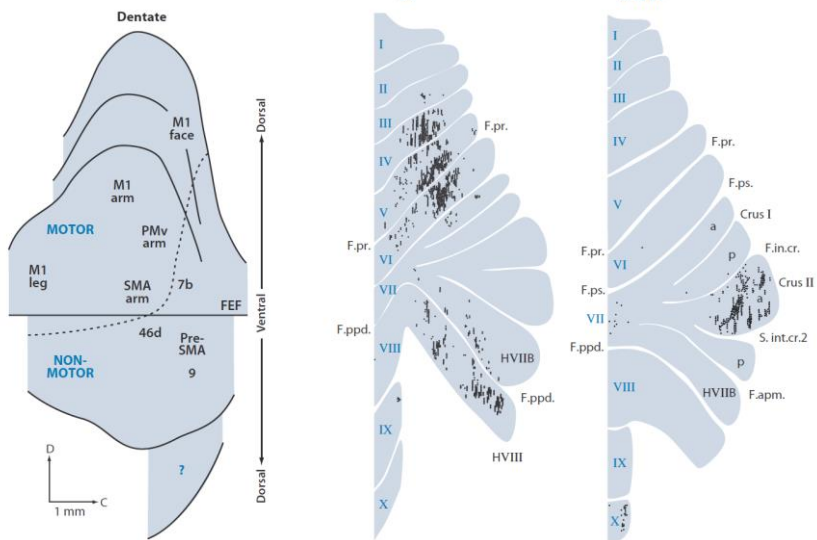 Dentate
M1
face
M1
arm
MOTOR
PMv
arm
M1
leg
SMA
arm
7b
FEF
46d
Pre-
SMA
NON-
MOTOR
9
?
D
C
1 mm
Dorsal
Ventral
Dorsal
I
II
III
F.pr.
IV
V
F.pr.
VI
VII
F.ppd.
VIII
HVIIB
F.ppd.
HVIII
IX
X
I
II
III
IV
F.pr.
F.ps.
V
Crus I
a
F.pr.
p
F.in.cr.
VI
Crus II
F.ps.
a
VII
S. int.cr.2
F.ppd.
p
HVIIB
F.apm.
VIII
IX
X